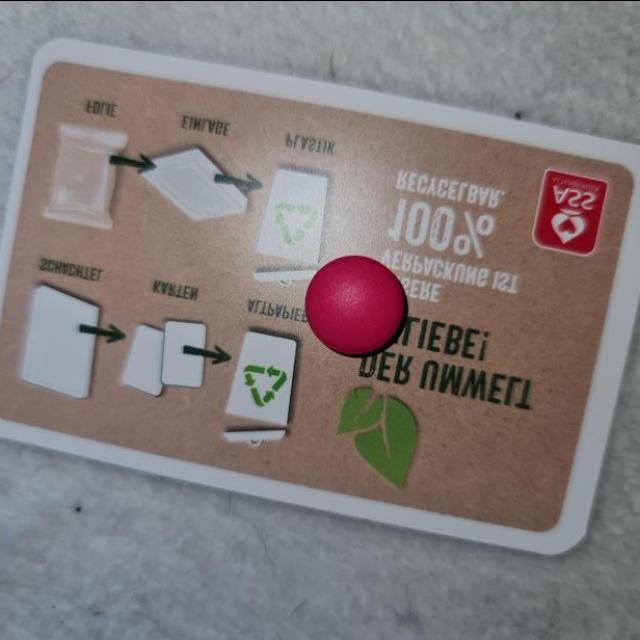 DER UMWELT
LIEBE!
SERE
VERPACKUNG IST
100%
RECYCELBAR.
SCHACHTEL
KARTEN
ALTPAPIER
FOLIE
EINLAGE
PLASTIK
ASS